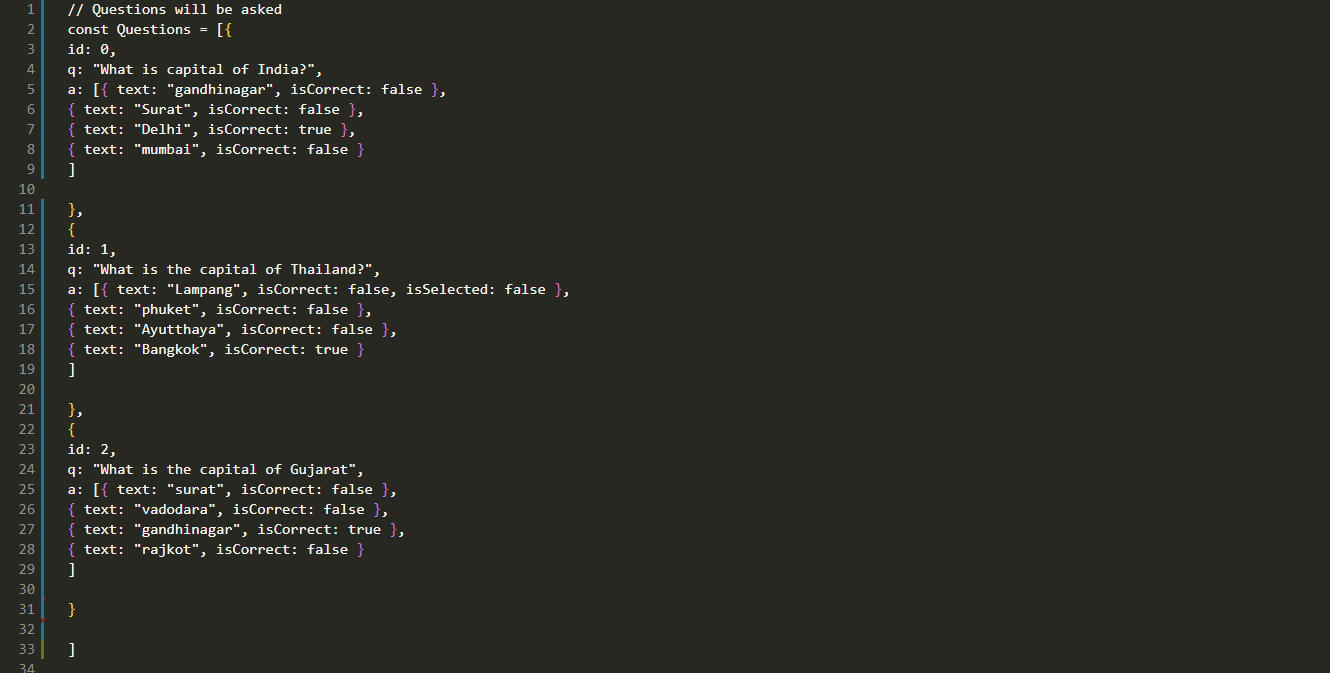 1 // Questions will be asked
2 const Questions = [{
3 id: 0,
4 q: "What is capital of India?",
5 a: [{ text: "gandhinagar", isCorrect: false },
6 { text: "Surat", isCorrect: false },
7 { text: "Delhi", isCorrect: true },
8 { text: "mumbai", isCorrect: false }
9 ]
10
11 },
12 {
13 id: 1,
14 q: "What is the capital of Thailand?",
15 a: [{ text: "Lampang", isCorrect: false, isSelected: false },
16 { text: "phuket", isCorrect: false },
17 { text: "Ayutthaya", isCorrect: false },
18 { text: "Bangkok", isCorrect: true }
19 ]
20
21 },
22 {
23 id: 2,
24 q: "What is the capital of Gujarat",
25 a: [{ text: "surat", isCorrect: false },
26 { text: "vadodara", isCorrect: false },
27 { text: "gandhinagar", isCorrect: true },
28 { text: "rajkot", isCorrect: false }
29 ]
30
31 }
32
33 ]
34